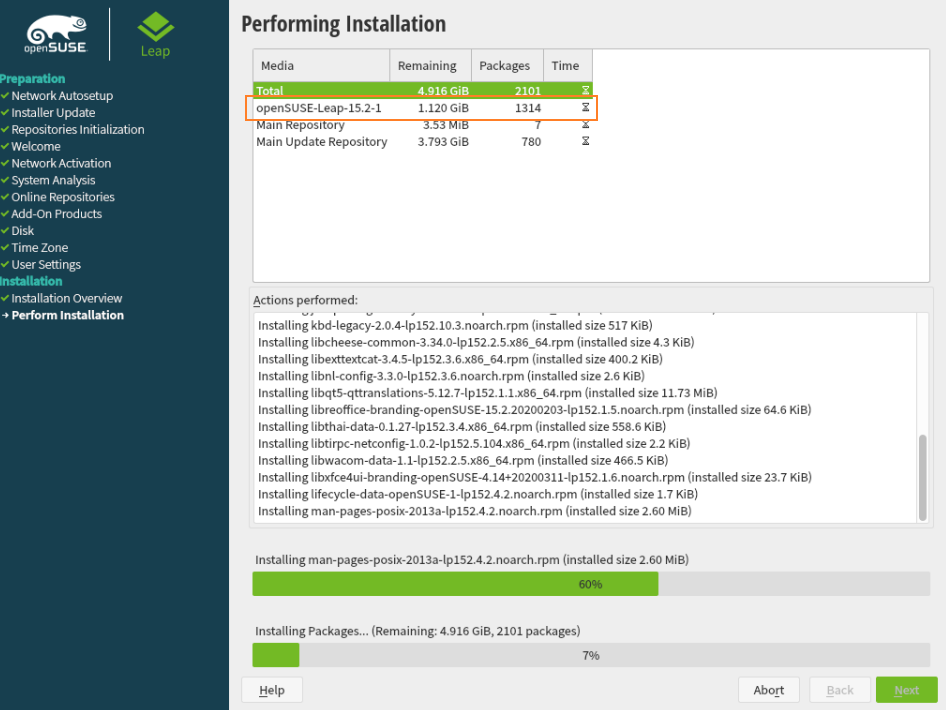 openSUSE
Leap
Performing Installation
Preparation
Network Autosetup
Installer Update
Repositories Initialization
Welcome
Network Activation
System Analysis
Online Repositories
Add-On Products
Disk
Time Zone
User Settings
Installation
Installation Overview
Perform Installation
Media Remaining Packages Time
Total 4.916 GiB 2101
openSUSE-Leap-15.2-1 1.120 GiB 1314
Main Repository 3.53 MiB 7
Main Update Repository 3.793 GiB 780
Actions performed:
Installing kbd-legacy-2.0.4-lp152.10.3.noarch.rpm (installed size 517 KiB)
Installing libcheese-common-3.34.0-lp152.2.5.x86_64.rpm (installed size 4.3 KiB)
Installing libexttextcat-3.4.5-lp152.3.6.x86_64.rpm (installed size 400.2 KiB)
Installing libnl-config-3.3.0-lp152.3.6.noarch.rpm (installed size 2.6 KiB)
Installing libqt5-qttranslations-5.12.7-lp152.1.1.x86_64.rpm (installed size 11.73 MiB)
Installing libreoffice-branding-openSUSE-15.2.20200203-lp152.1.5.noarch.rpm (installed size 64.6 KiB)
Installing libthai-data-0.1.27-lp152.3.4.x86_64.rpm (installed size 558.6 KiB)
Installing libtirpc-netconfig-1.0.2-lp152.5.104.x86_64.rpm (installed size 2.2 KiB)
Installing libwacom-data-1.1-lp152.2.5.x86_64.rpm (installed size 466.5 KiB)
Installing libxfce4ui-branding-openSUSE-4.14+20200311-lp152.1.6.noarch.rpm (installed size 23.7 KiB)
Installing lifecycle-data-openSUSE-1-lp152.4.2.noarch.rpm (installed size 1.7 KiB)
Installing man-pages-posix-2013a-lp152.4.2.noarch.rpm (installed size 2.60 MiB)
Installing man-pages-posix-2013a-lp152.4.2.noarch.rpm (installed size 2.60 MiB)
60%
Installing Packages... (Remaining: 4.916 GiB, 2101 packages)
7%
Help Abort Back Next